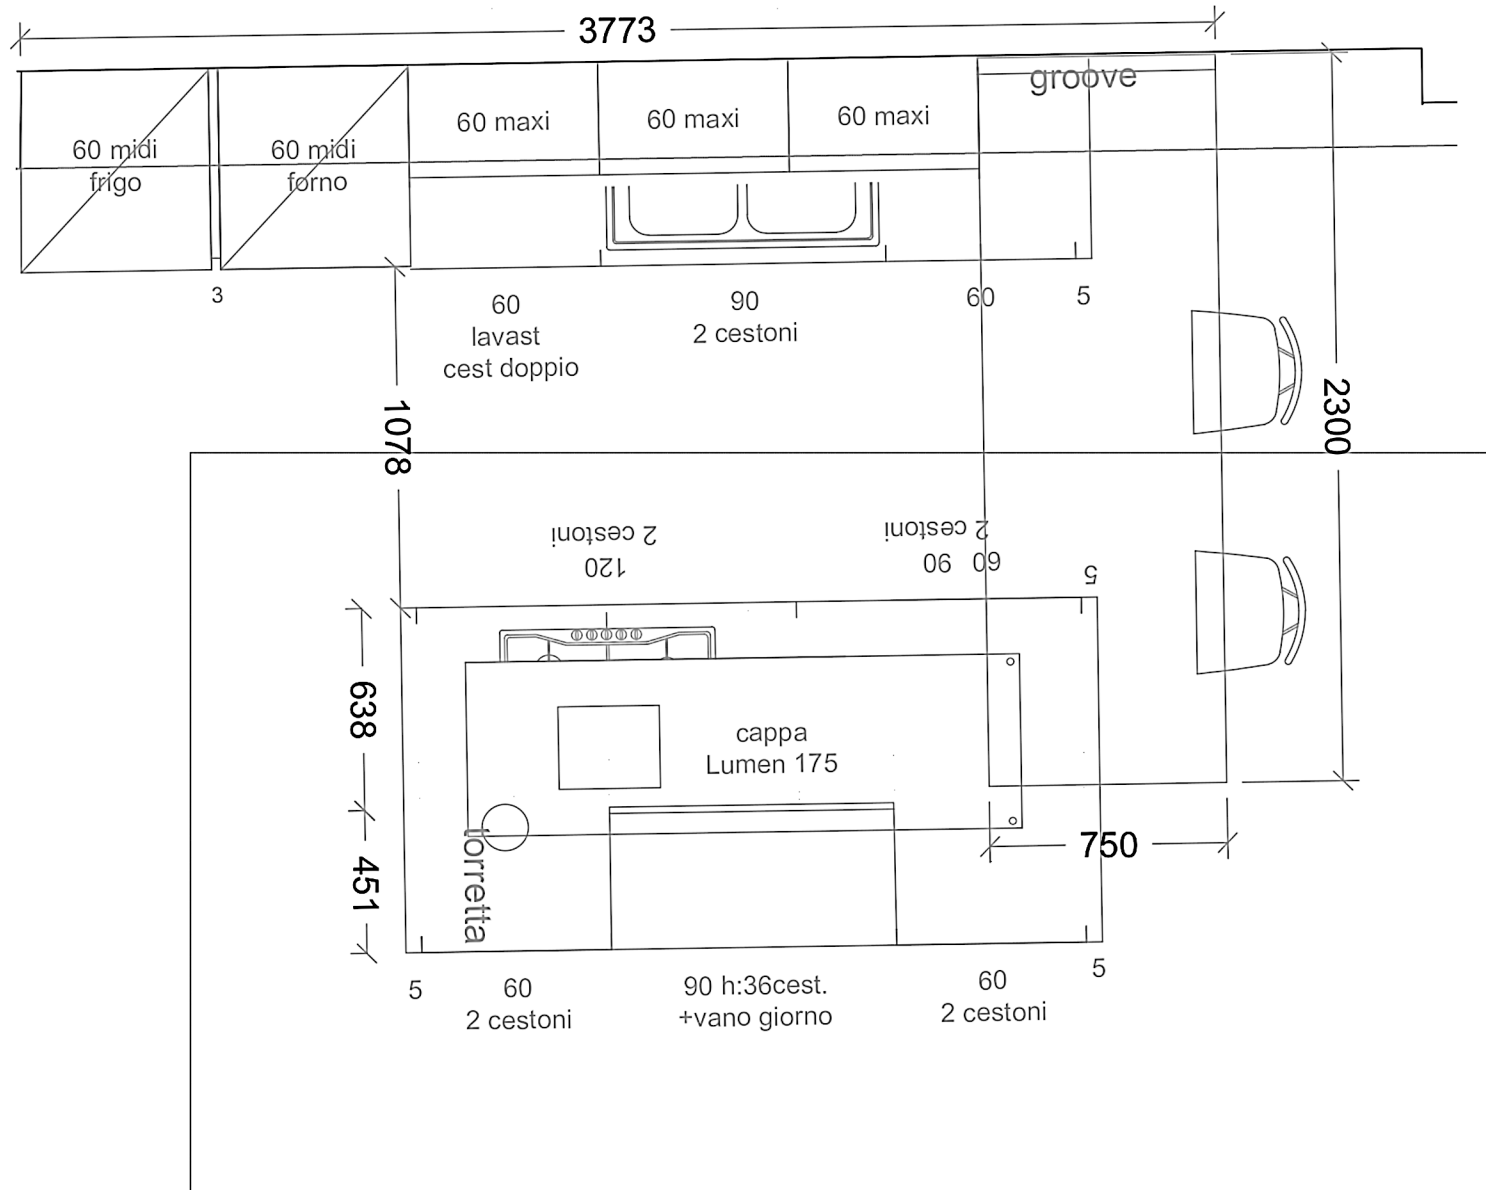 3773
groove
60 midi
frigo
60 midi
forno
60 maxi
60 maxi
60 maxi
3
60
lavast
cest doppio
90
2 cestoni
60
5
1078
2300
2 cestoni
120
2 cestoni
90
60
5
638
cappa
Lumen 175
750
451
torretta
5
60
2 cestoni
90 h:36cest.
+vano giorno
60
2 cestoni
5